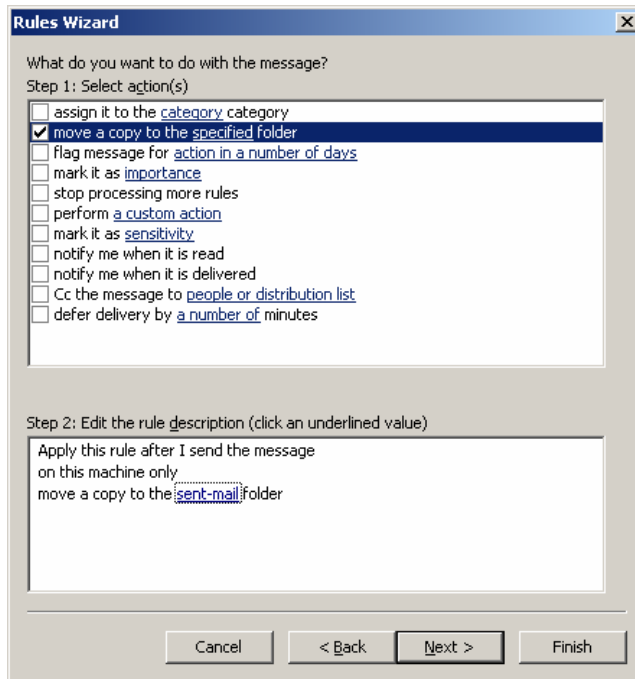 Rules Wizard
What do you want to do with the message?
Step 1: Select action(s)
assign it to the category category
move a copy to the specified folder
flag message for action in a number of days
mark it as importance
stop processing more rules
perform a custom action
mark it as sensitivity
notify me when it is read
notify me when it is delivered
Cc the message to people or distribution list
defer delivery by a number of minutes
Step 2: Edit the rule description (click an underlined value)
Apply this rule after I send the message
on this machine only
move a copy to the sent-mail folder
Cancel < Back Next > Finish